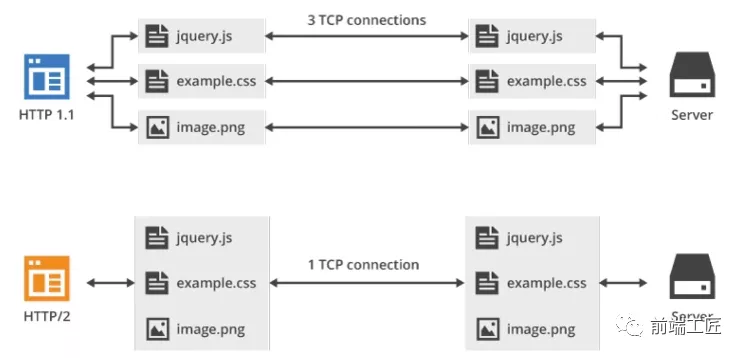 3 TCP connections
jquery.js
jquery.js
example.css
example.css
HTTP 1.1
Server
image.png
image.png
jquery.js
jquery.js
1 TCP connection
example.css
example.css
HTTP/2
Server
image.png
image.png
前端工匠